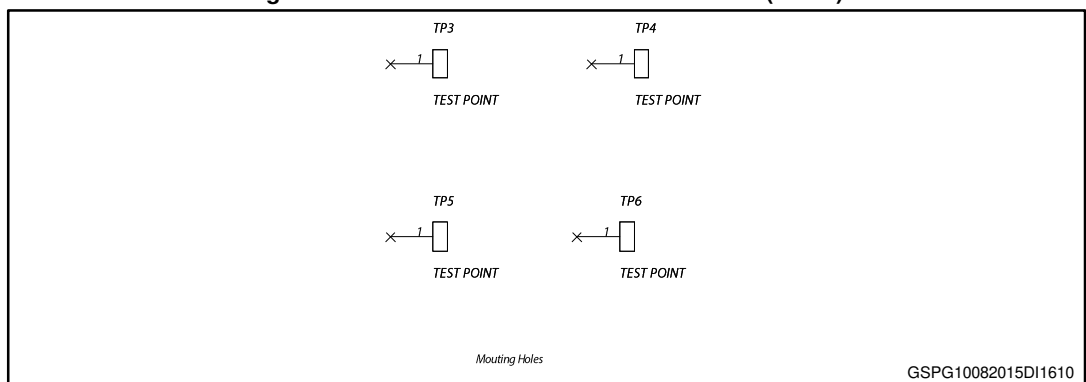 TP3 TP4
1 1
TEST POINT TEST POINT
TP5 TP6
1 1
TEST POINT TEST POINT
Mouting Holes
GSPG10082015DI1610